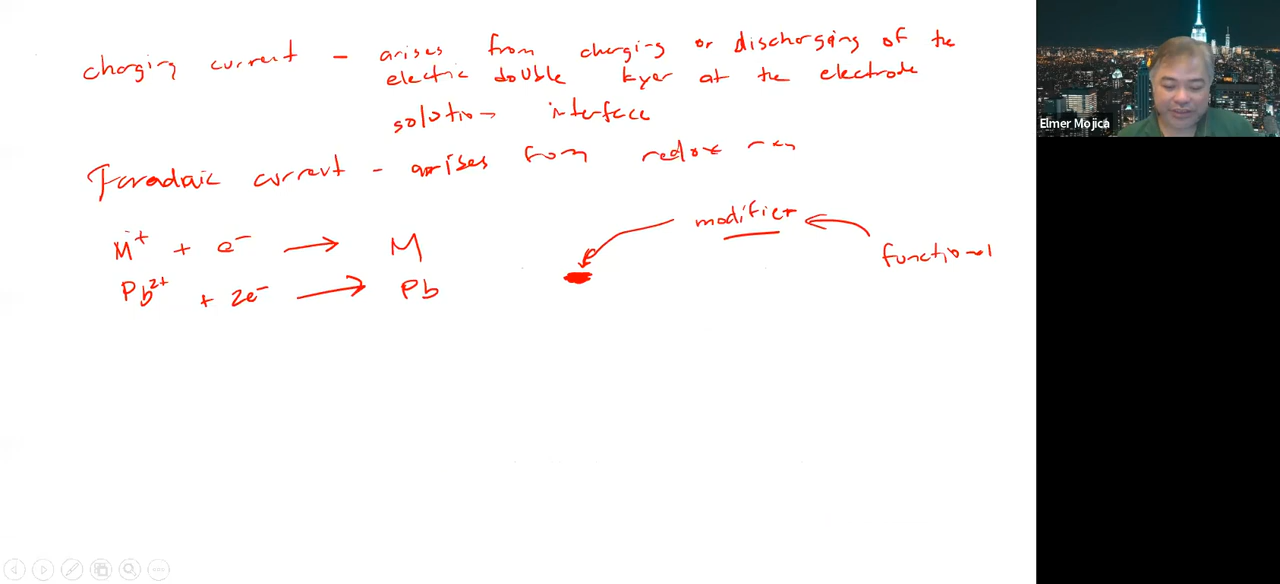 charging current - arises from charging or discharging of the
electric double layer at the electrode
solution interface
Faradaic current - arises from redox rxn
M+ + e- → M
modifier
functional
Pb2+ + 2e- → Pb
Elmer Mojica